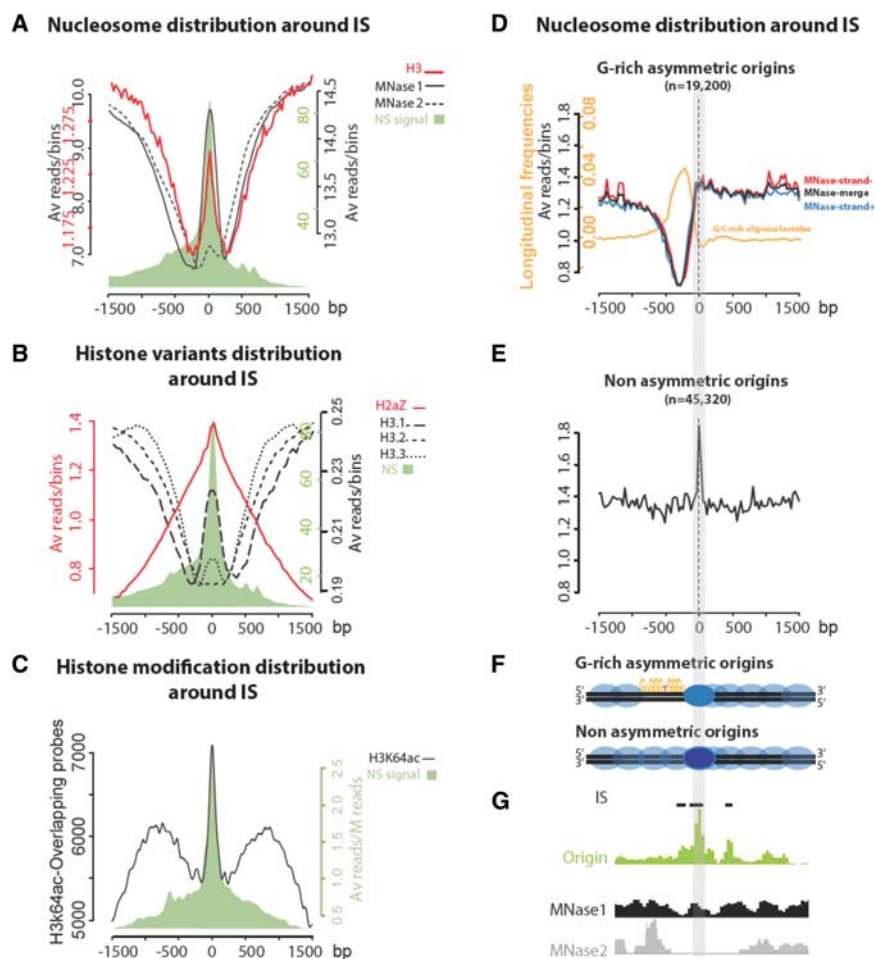 A Nucleosome distribution around IS
H3
MNase 1
MNase 2
NS signal
Av reads/bins
1.175 1.225 1.275
7.0 8.0 9.0 10.0
40 60 80
13.0 13.5 14.0 14.5
Av reads/bins
-1500 -500 0 500 1500 bp
B Histone variants distribution
around IS
H2aZ
H3.1
H3.2
H3.3
NS
Av reads/bins
0.8 1.0 1.2 1.4
20 40 60 80
0.19 0.21 0.23 0.25
Av reads/bins
-1500 -500 0 500 1500 bp
C Histone modification distribution
around IS
H3K64ac
NS signal
H3k64ac-Overlapping probes
5000 6000 7000
0.5 1.0 1.5 2.0 2.5
Av reads/M reads
-1500 -500 0 500 1500 bp
D Nucleosome distribution around IS
G-rich asymmetric origins
(n=19,200)
Longitudinal frequencies
0.00 0.04 0.08
Av reads/bins
0.8 1.0 1.2 1.4 1.6 1.8
MNase-strand-
MNase-merge
MNase-strand+
G/C-rich oligonucleotides
-1500 -500 0 500 1500 bp
E Non asymmetric origins
(n=45,320)
Av reads/bins
0.8 1.0 1.2 1.4 1.6 1.8
-1500 -500 0 500 1500 bp
F G-rich asymmetric origins
5' 3'
3' 5'
Non asymmetric origins
5' 3'
3' 5'
G
IS
Origin
MNase1
MNase2